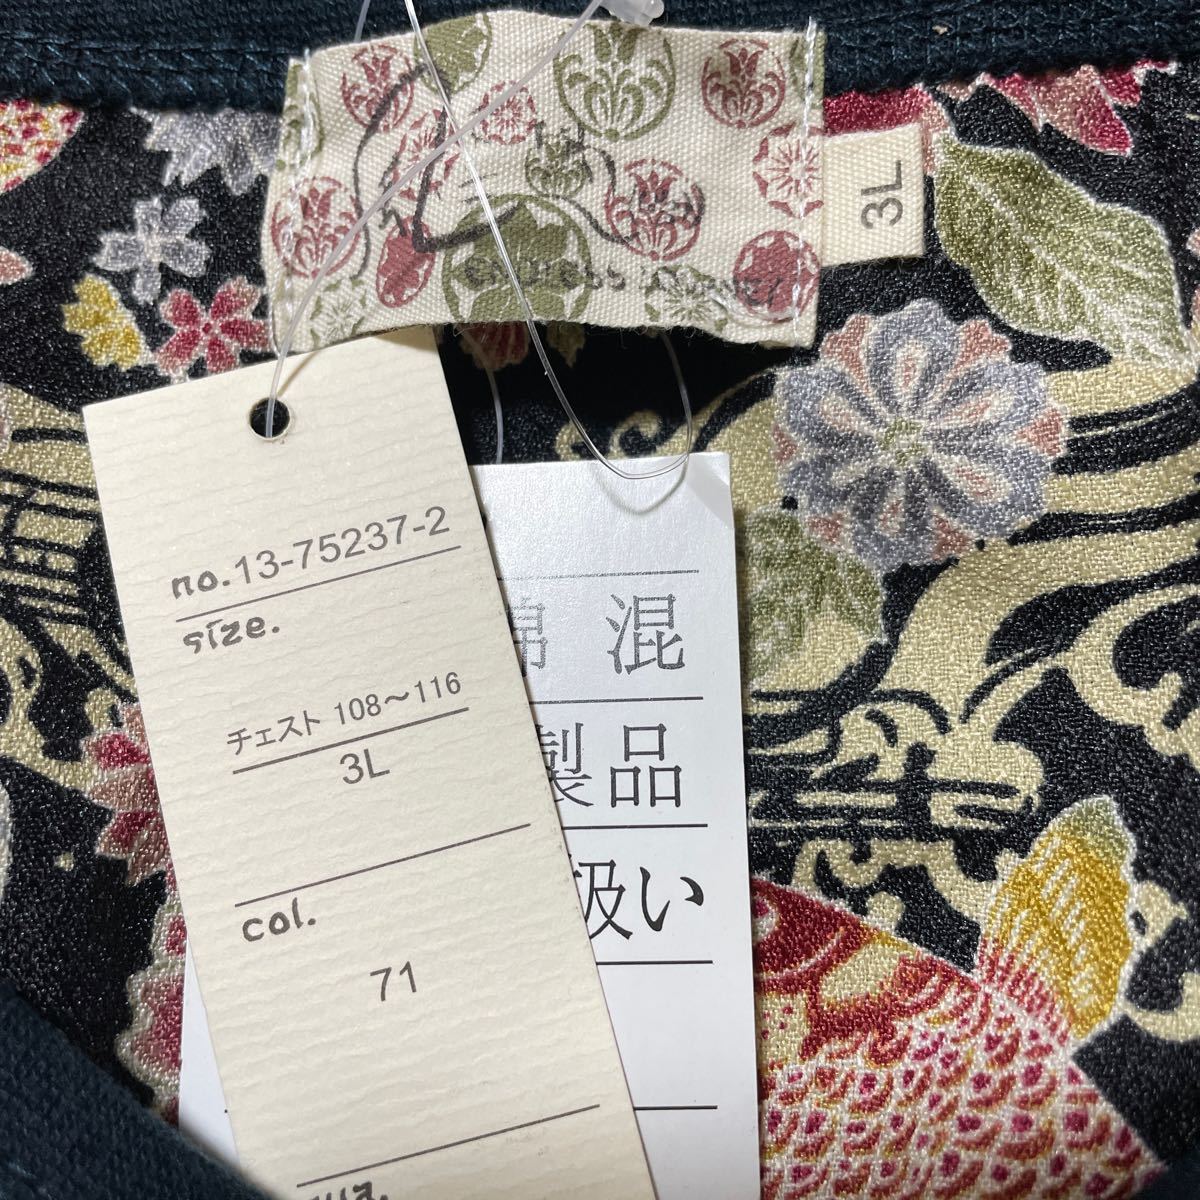 3L
no.13-75237-2
size.
チェスト 108〜116
3L
col.
71
綿 混
製品
扱い